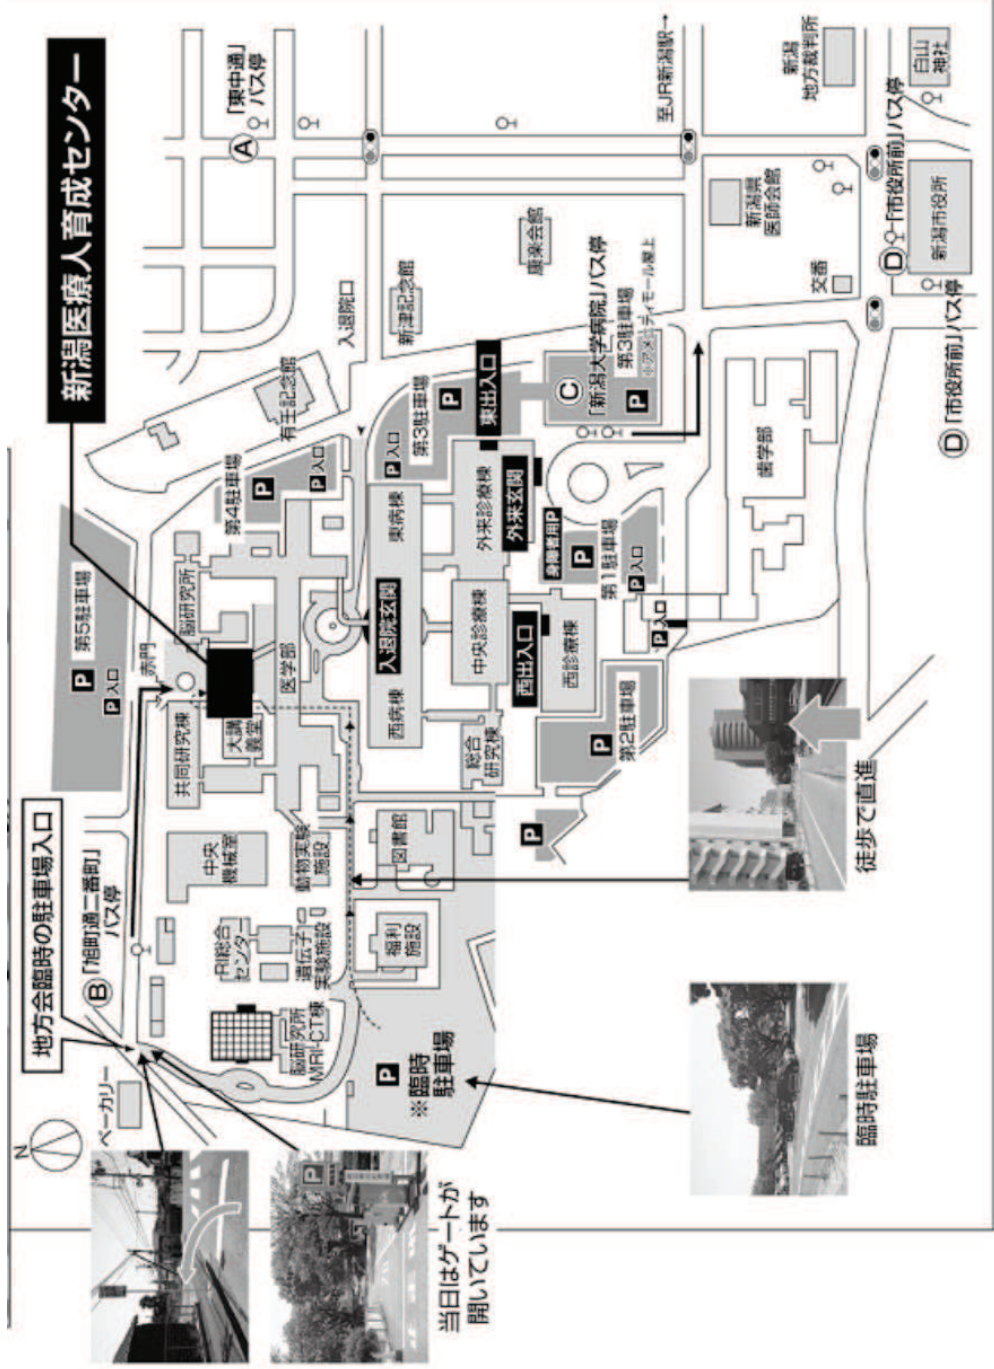 新潟医療人育成センター
地方会臨時の駐車場入口
N
ベーカリー
Ⓑ「旭町通二番町」
バス停
P
第5駐車場
P 入口
赤門
脳研究所
共同研究棟
大講
義堂
医学部
中央
機械室
動物実験
施設
RI総合
センター
遺伝子
実験施設
脳研究所
MRI-CT棟
図書館
福利
施設
P
※臨時
駐車場
第4駐車場
P
P 入口
有壬記念館
入退院口
Ⓐ
「東中通」
バス停
新津記念館
康楽会館
P 入口
第3駐車場
P
東病棟
入退院玄関
西病棟
外来診療棟
東出入口
外来玄関
中央診療棟
西出入口
西診療棟
総合
研究棟
P
第2駐車場
P
身障者用P
P
第1駐車場
P 入口
P 入口
Ⓒ
「新潟大学病院」バス停
第3駐車場
P
歯学部
至JR新潟駅→
新潟県
医師会館
交番
新潟
地方裁判所
白山
神社
新潟市役所
Ⓓ「市役所前」バス停
Ⓓ「市役所前」バス停
当日はゲートが
開いています
P
臨時駐車場
徒歩で直進